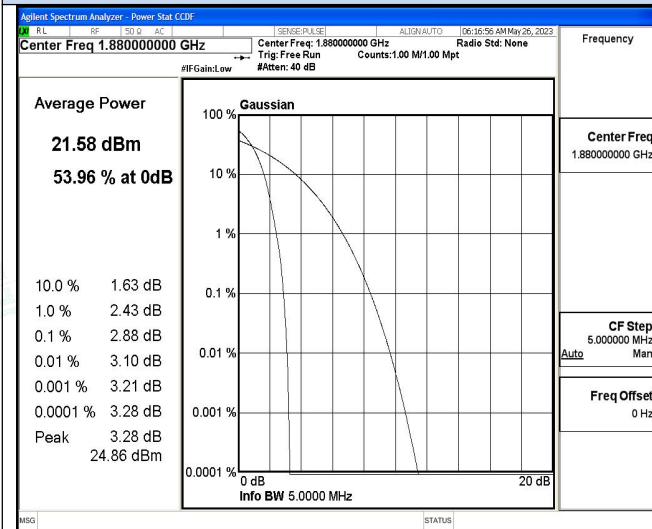 Agilent Spectrum Analyzer - Power Stat CCDF
LXI RL RF 50 Ω AC SENSE:PULSE ALIGN AUTO 06:16:56 AM May 26, 2023
Center Freq 1.880000000 GHz
Center Freq: 1.880000000 GHz Radio Std: None
Trig: Free Run Counts:1.00 M/1.00 Mpt
#IFGain:Low #Atten: 40 dB
Frequency
Average Power
21.58 dBm
53.96 % at 0dB
10.0 % 1.63 dB
1.0 % 2.43 dB
0.1 % 2.88 dB
0.01 % 3.10 dB
0.001 % 3.21 dB
0.0001 % 3.28 dB
Peak 3.28 dB
24.86 dBm
Gaussian
100 %
10 %
1 %
0.1 %
0.01 %
0.001 %
0.0001 %
0 dB 20 dB
Info BW 5.0000 MHz
Center Freq
1.880000000 GHz
CF Step
5.000000 MHz
Auto Man
Freq Offset
0 Hz
MSG STATUS